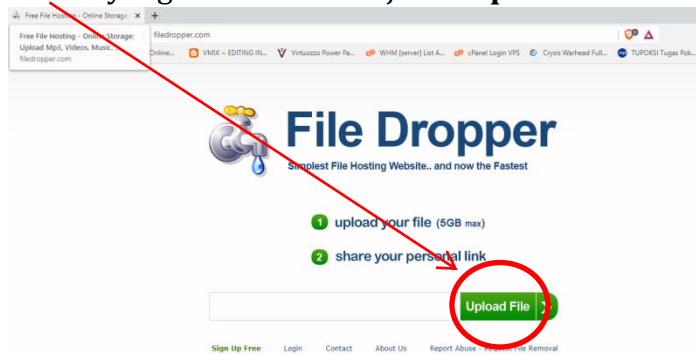 Free File Hosting - Online Storage: × +
Free File Hosting - Online Storage:
Upload Mp3, Videos, Music.
filedropper.com
filedropper.com
Online... VMIX – EDITING IN... Virtuozzo Power Pa... WHM [server] List A... cPanel Login VPS Crysis Warhead Full... TUPOKSI Tugas Pok...
File Dropper
Simplest File Hosting Website.. and now the Fastest
1 upload your file (5GB max)
2 share your personal link
Upload File
Sign Up Free Login Contact About Us Report Abuse - Request File Removal